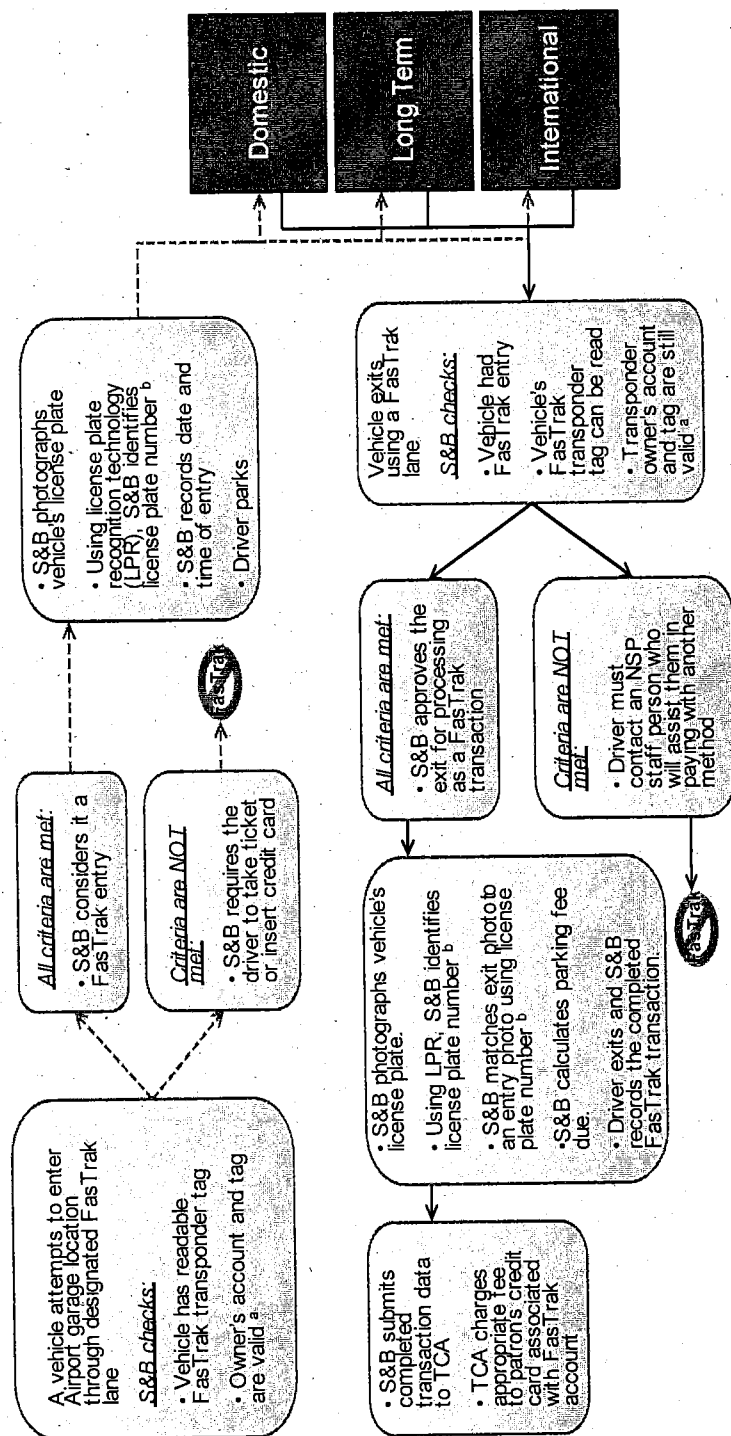 A vehicle attempts to enter
Airport garage location
through designated FasTrak
lane
S&B checks:
• Vehicle has readable
FasTrak transponder tag
• Owner's account and tag
are valid a
All criteria are met:
• S&B considers it a
FasTrak entry
Criteria are NOT
met:
• S&B requires the
driver to take ticket
or insert credit card
FasTrak
• S&B photographs
vehicle's license plate
• Using license plate
recognition technology
(LPR), S&B identifies
license plate number b
• S&B records date and
time of entry
• Driver parks
Domestic
Long Term
International
Vehicle exits
using a FasTrak
lane.
S&B checks:
• Vehicle had
FasTrak entry
• Vehicle's
FasTrak
transponder
tag can be read
• Transponder
owner's account
and tag are still
valid a
All criteria are met:
• S&B approves the
exit for processing
as a FasTrak
transaction
Criteria are NOT
met:
• Driver must
contact an NSP
staff person who
will assist them in
paying with another
method
FasTrak
• S&B photographs vehicle's
license plate.
• Using LPR, S&B identifies
license plate number b
• S&B matches exit photo to
an entry photo using license
plate number b
• S&B calculates parking fee
due.
• Driver exits and S&B
records the completed
FasTrak transaction.
• S&B submits
completed
transaction data
to TCA
• TCA charges
appropriate fee
to patron's credit
card associated
with FasTrak
account